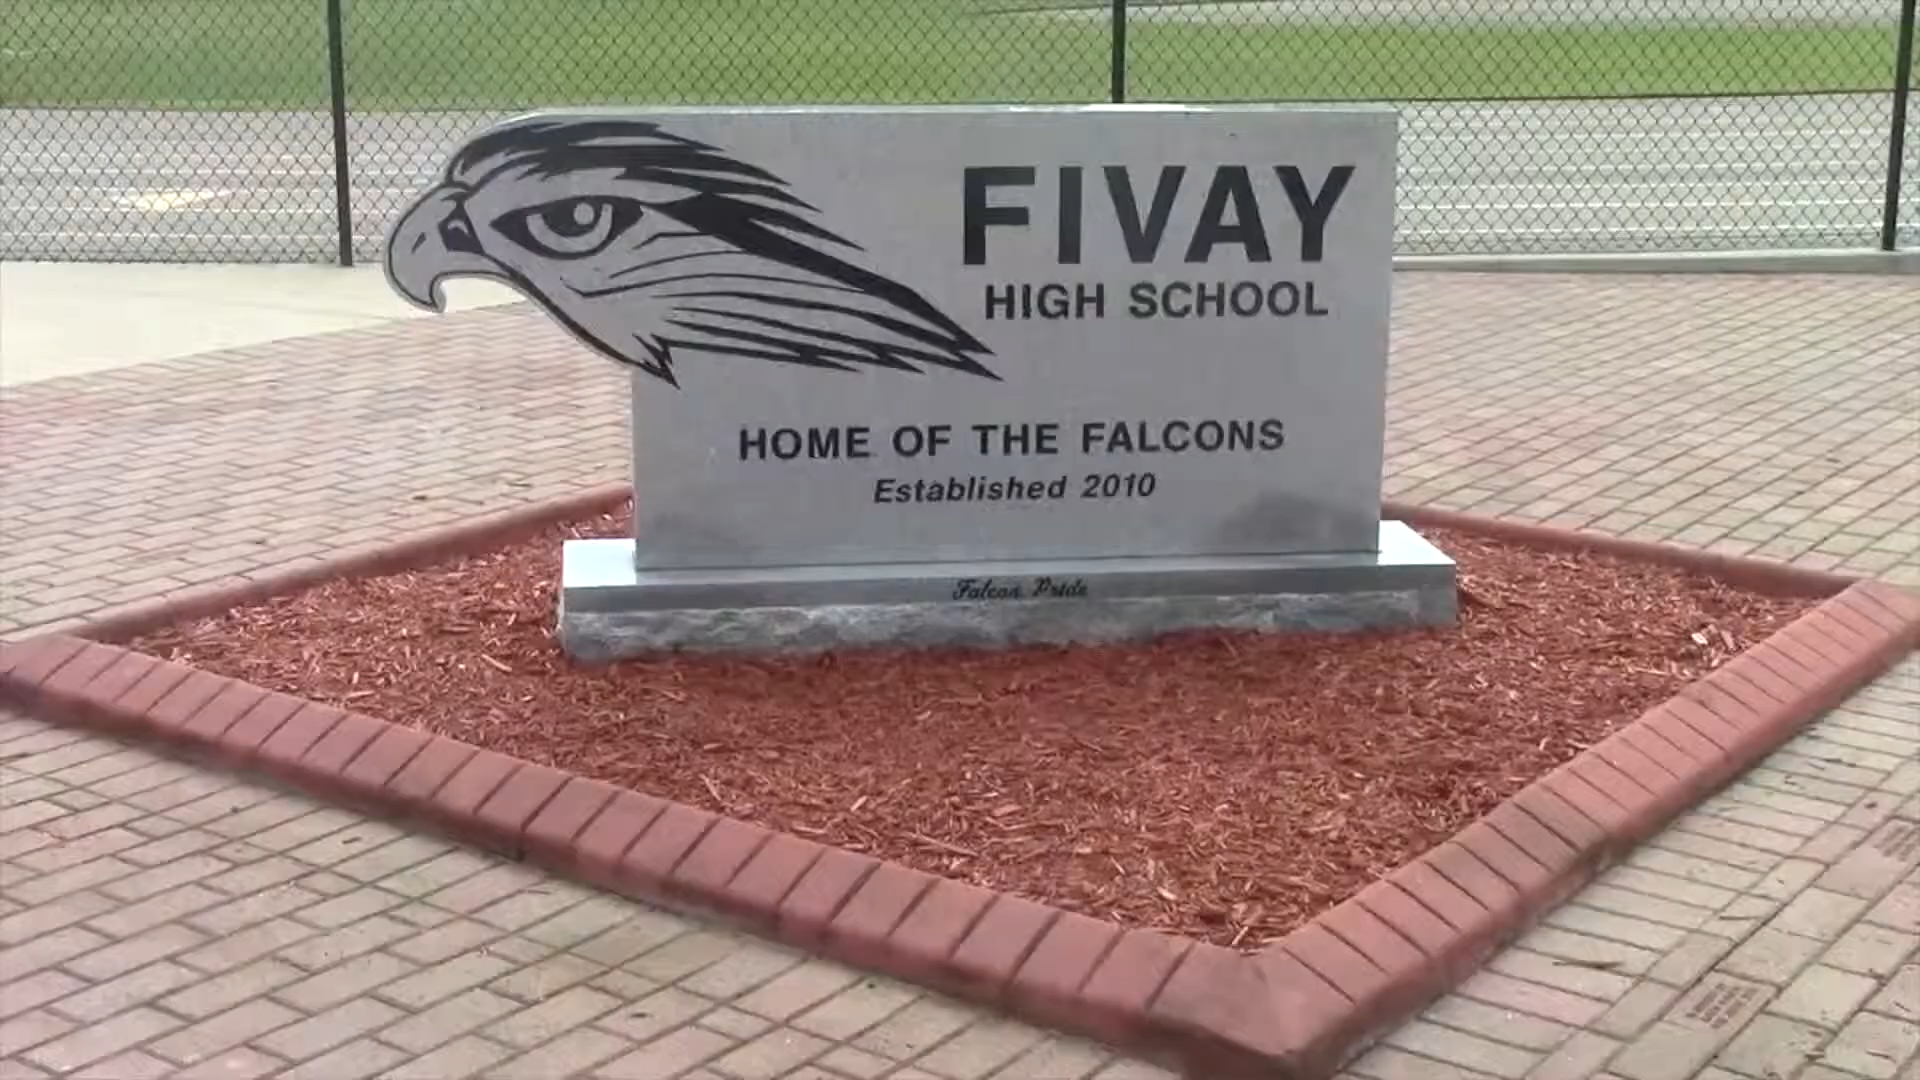 FIVAY
HIGH SCHOOL
HOME OF THE FALCONS
Established 2010
Falcon Pride